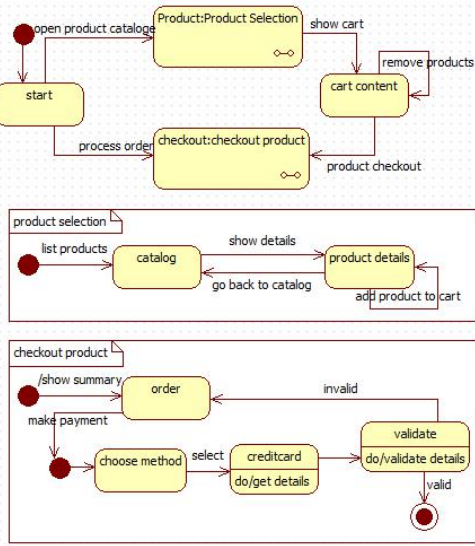 Product:Product Selection
open product cataloge
show cart
remove products
start
cart content
process order
checkout:checkout product
product checkout
product selection
list products
catalog
show details
product details
go back to catalog
add product to cart
checkout product
/show summary
order
invalid
make payment
validate
choose method
select
creditcard
do/validate details
do/get details
valid